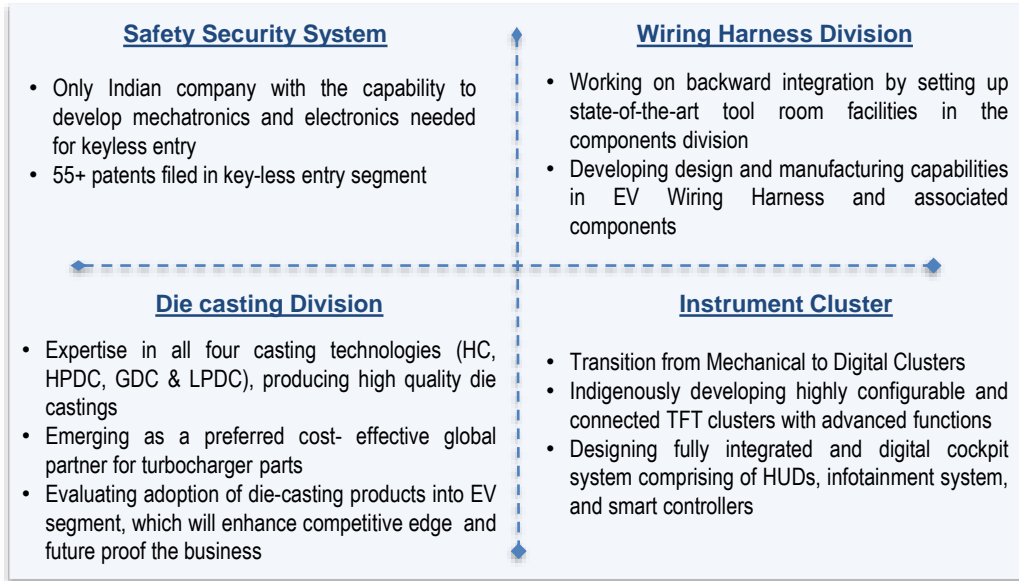 Safety Security System
• Only Indian company with the capability to
develop mechatronics and electronics needed
for keyless entry
• 55+ patents filed in key-less entry segment
Wiring Harness Division
• Working on backward integration by setting up
state-of-the-art tool room facilities in the
components division
• Developing design and manufacturing capabilities
in EV Wiring Harness and associated
components
Die casting Division
• Expertise in all four casting technologies (HC,
HPDC, GDC & LPDC), producing high quality die
castings
• Emerging as a preferred cost- effective global
partner for turbocharger parts
• Evaluating adoption of die-casting products into EV
segment, which will enhance competitive edge and
future proof the business
Instrument Cluster
• Transition from Mechanical to Digital Clusters
• Indigenously developing highly configurable and
connected TFT clusters with advanced functions
• Designing fully integrated and digital cockpit
system comprising of HUDs, infotainment system,
and smart controllers